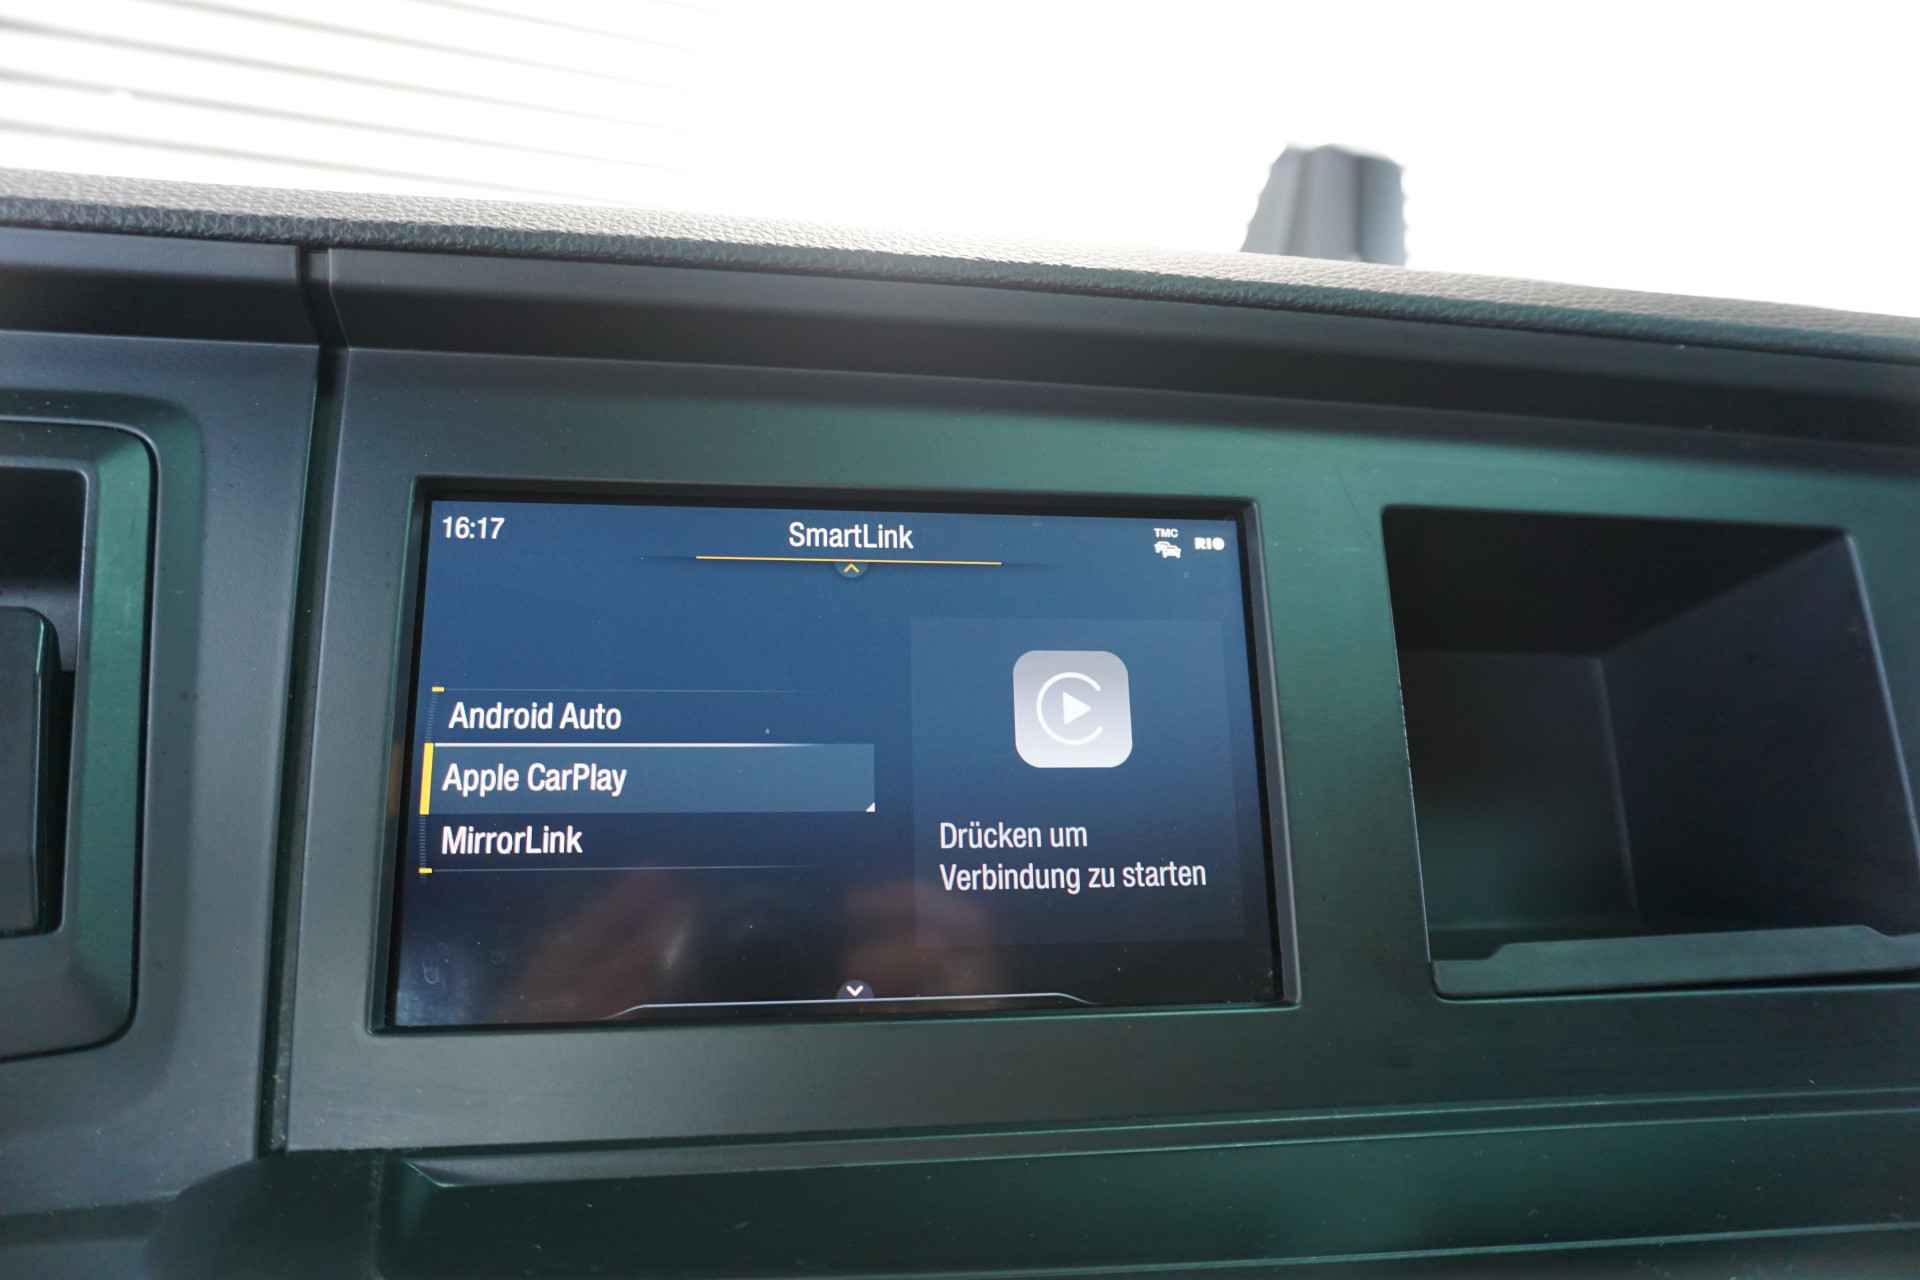 16:17
SmartLink
TMC
RIO
Android Auto
Apple CarPlay
MirrorLink
Drücken um
Verbindung zu starten